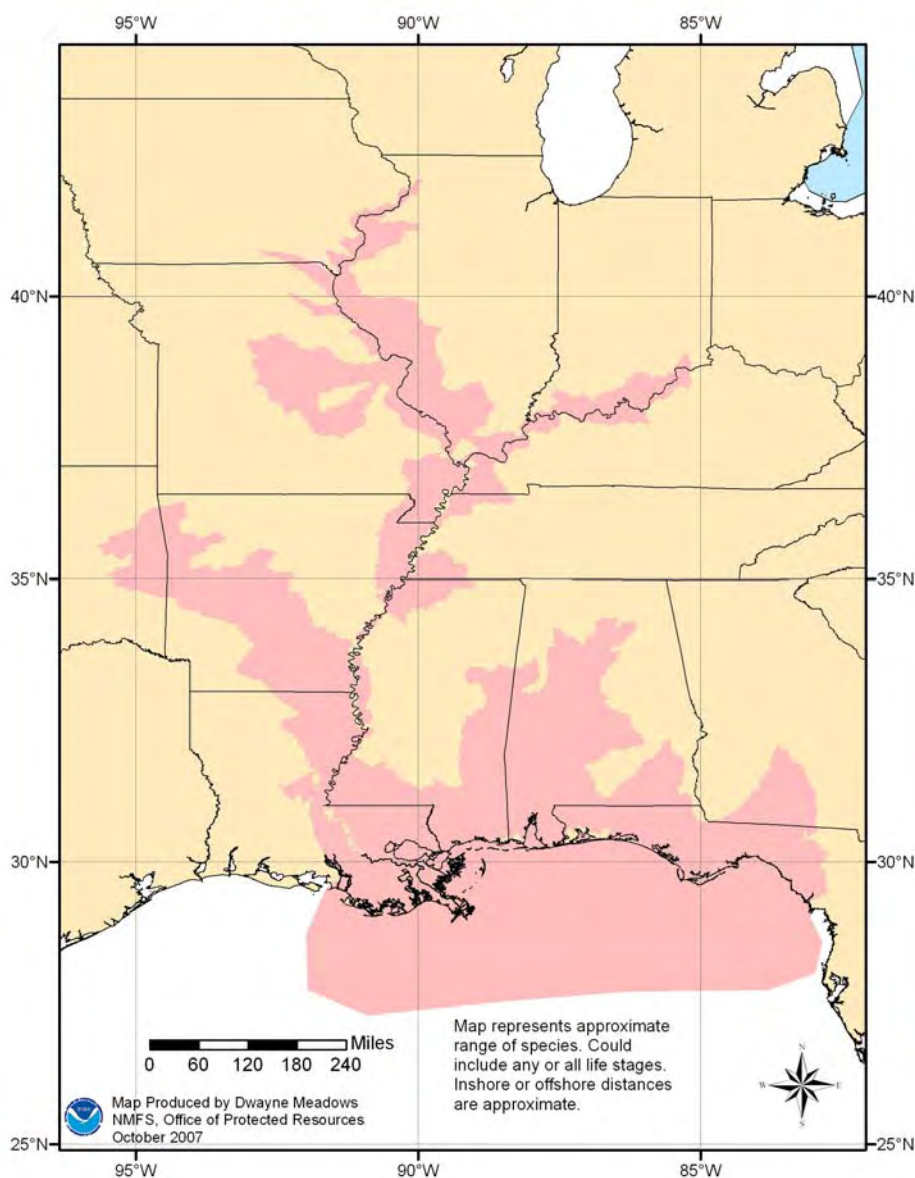 95°W 90°W 85°W
40°N 40°N
35°N 35°N
30°N 30°N
Miles
0 60 120 180 240
Map represents approximate
range of species. Could
include any or all life stages.
Inshore or offshore distances
are approximate.
N
W E
S
Map Produced by Dwayne Meadows
NMFS, Office of Protected Resources
October 2007
25°N 25°N
95°W 90°W 85°W